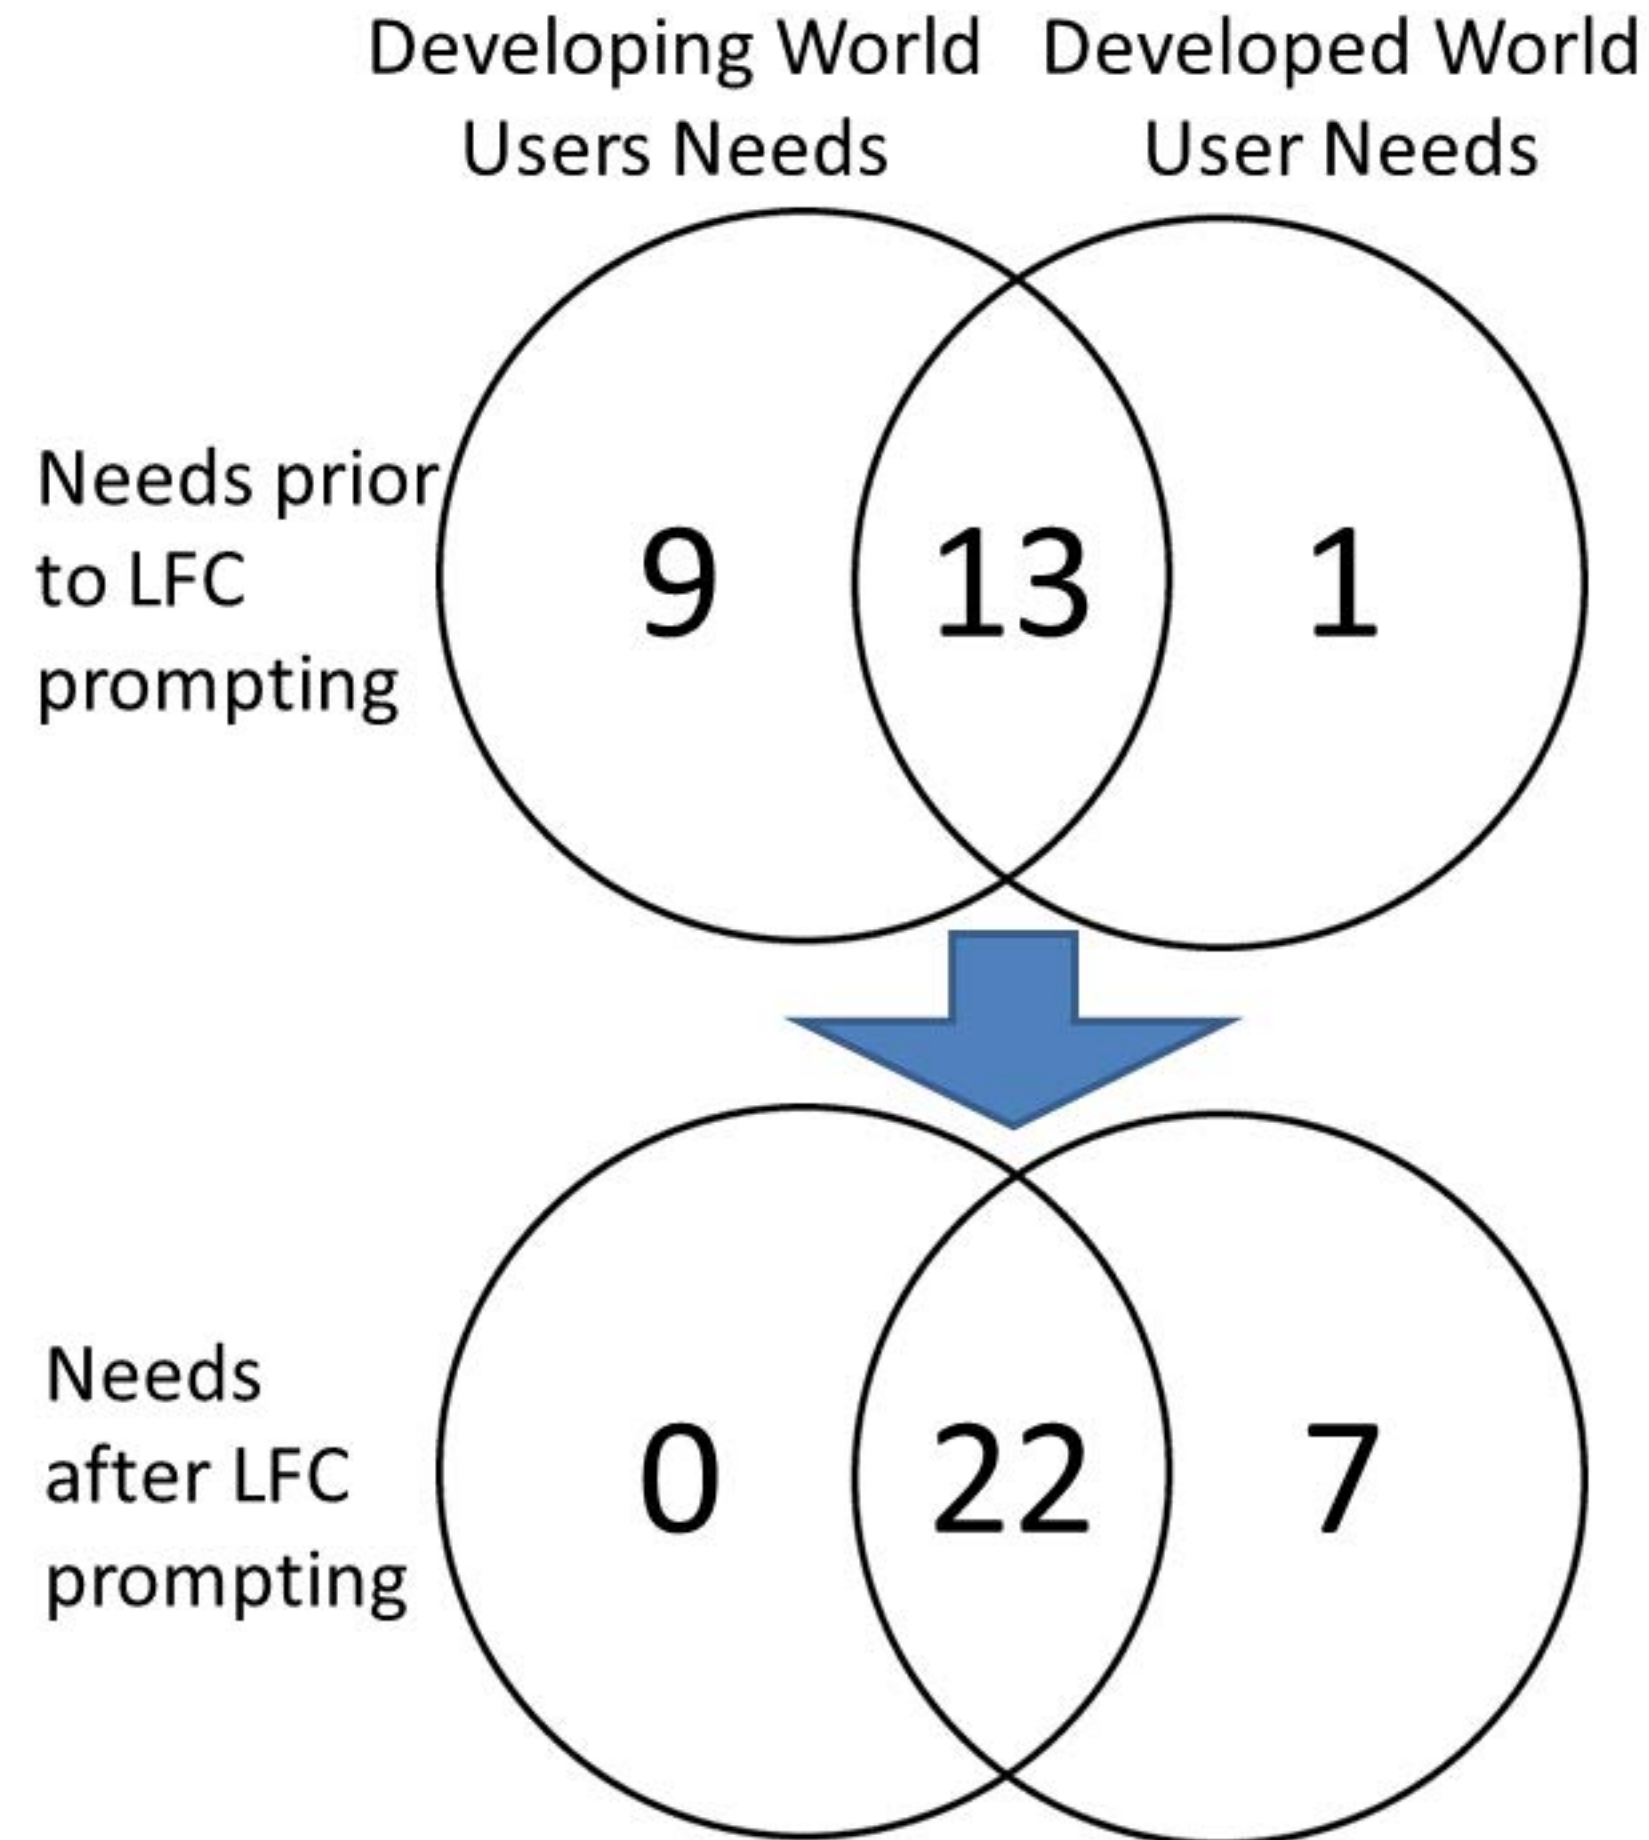 Developing World
Users Needs
Developed World
User Needs
Needs prior
to LFC
prompting
9
13
1
Needs
after LFC
prompting
0
22
7